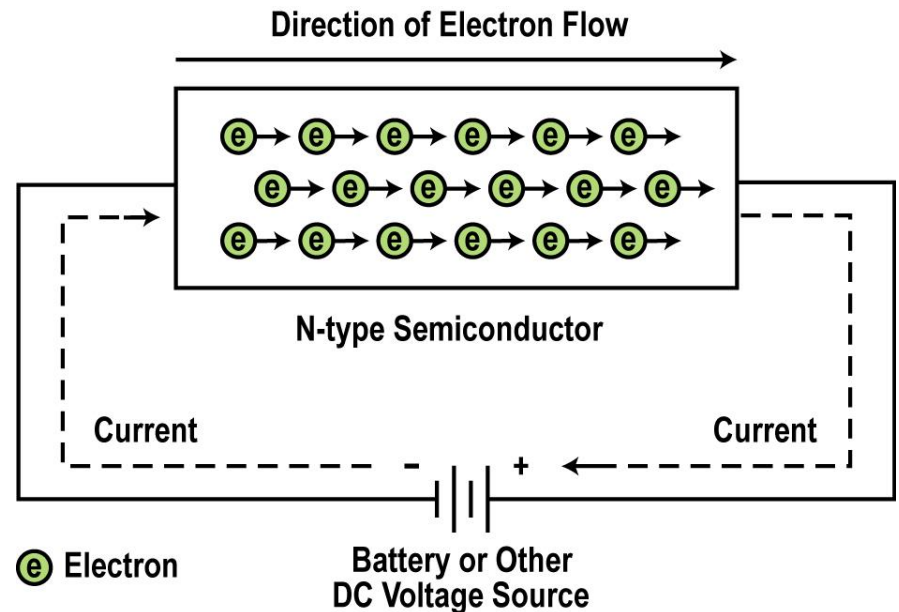 Direction of Electron Flow
e e e e e e
e e e e e e
e e e e e e
N-type Semiconductor
Current
Current
- +
e Electron
Battery or Other
DC Voltage Source